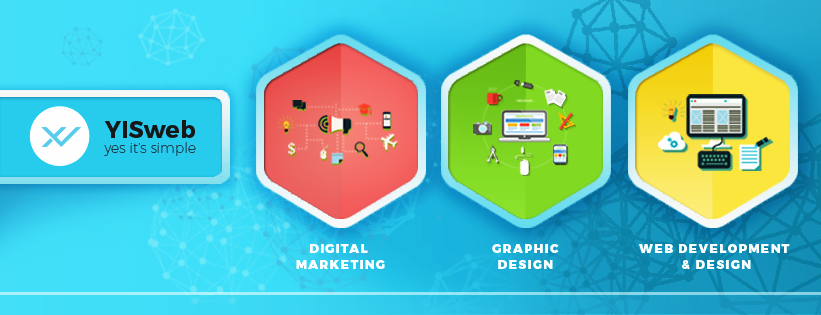 YISweb
yes it's simple
DIGITAL
MARKETING
GRAPHIC
DESIGN
WEB DEVELOPMENT
& DESIGN